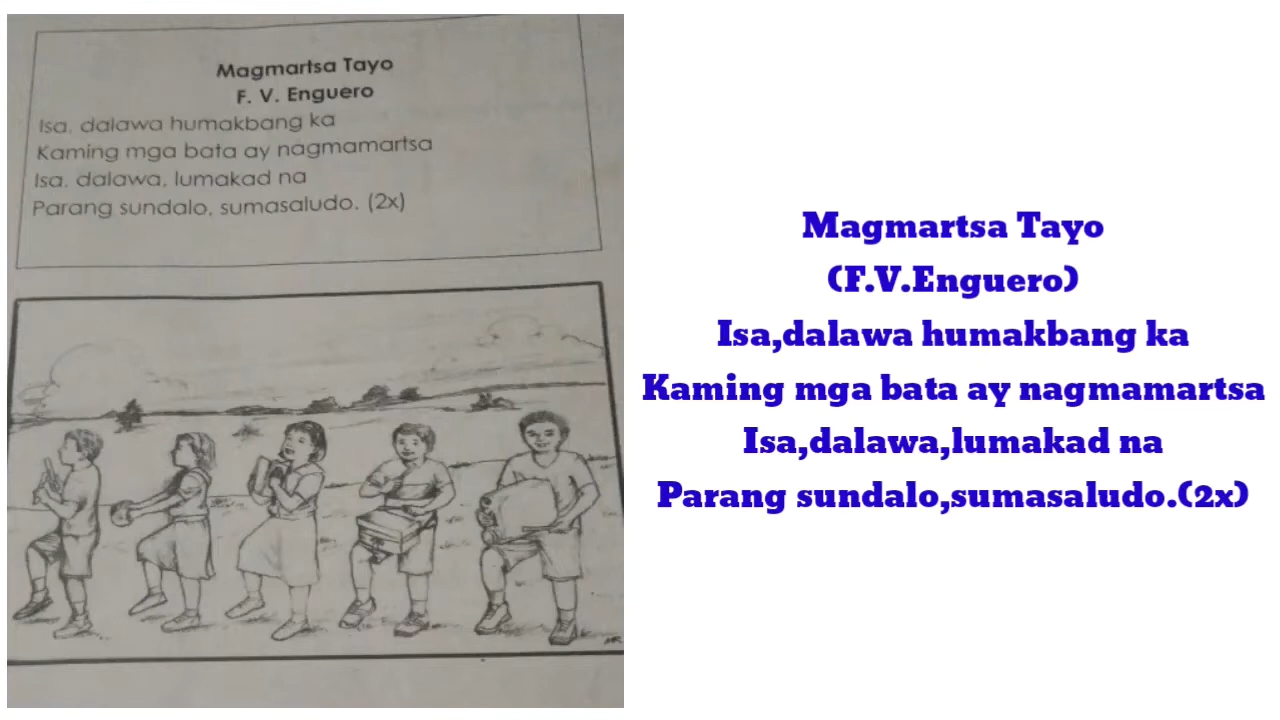 Magmartsa Tayo
F. V. Enguero
Isa, dalawa humakbang ka
Kaming mga bata ay nagmamartsa
Isa, dalawa, lumakad na
Parang sundalo, sumasaludo. (2x)
Magmartsa Tayo
(F.V.Enguero)
Isa,dalawa humakbang ka
Kaming mga bata ay nagmamartsa
Isa,dalawa,lumakad na
Parang sundalo,sumasaludo.(2x)